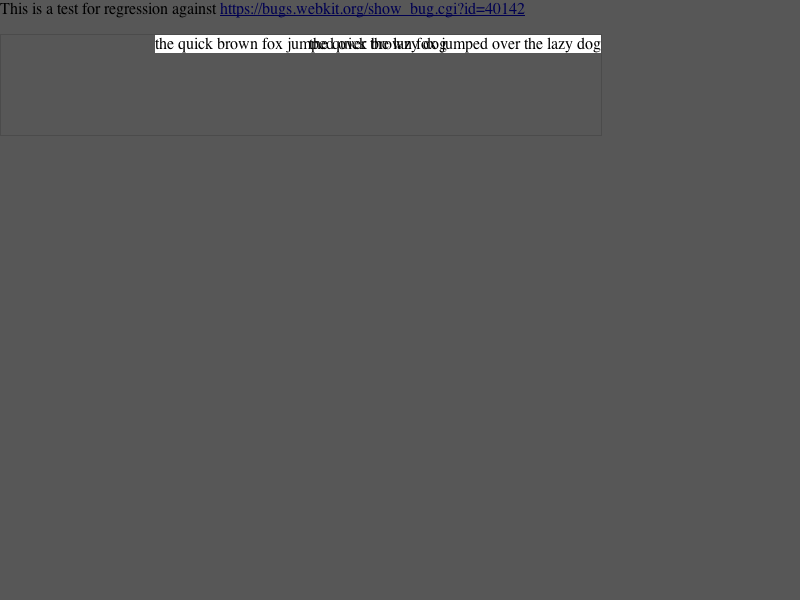 This is a test for regression against https://bugs.webkit.org/show_bug.cgi?id=40142
the quick brown fox jumped over the lazy dog the quick brown fox jumped over the lazy dog